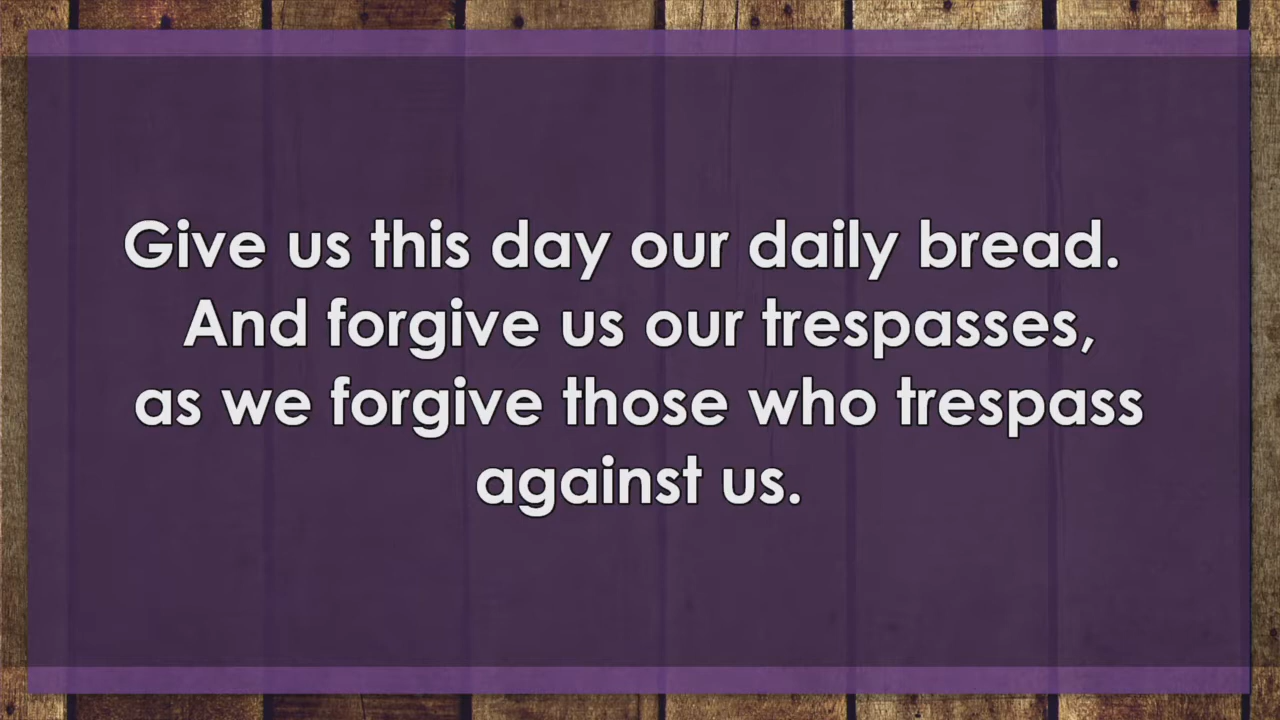 Give us this day our daily bread.
And forgive us our trespasses,
as we forgive those who trespass
against us.